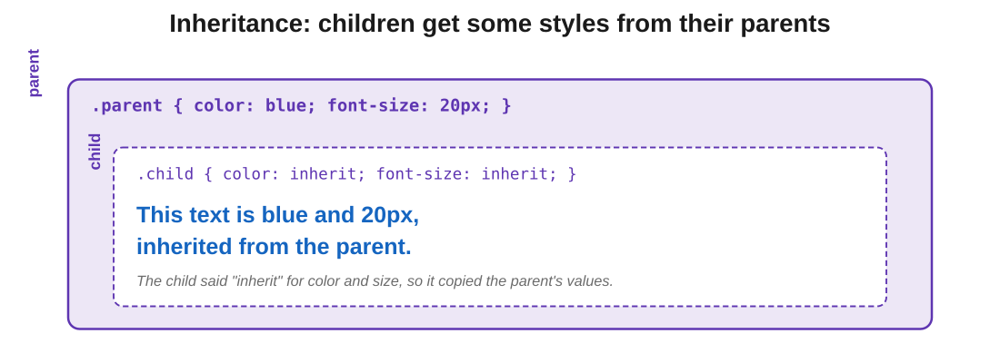 Inheritance: children get some styles from their parents
parent
.parent { color: blue; font-size: 20px; }
child
.child { color: inherit; font-size: inherit; }
This text is blue and 20px,
inherited from the parent.
The child said "inherit" for color and size, so it copied the parent's values.